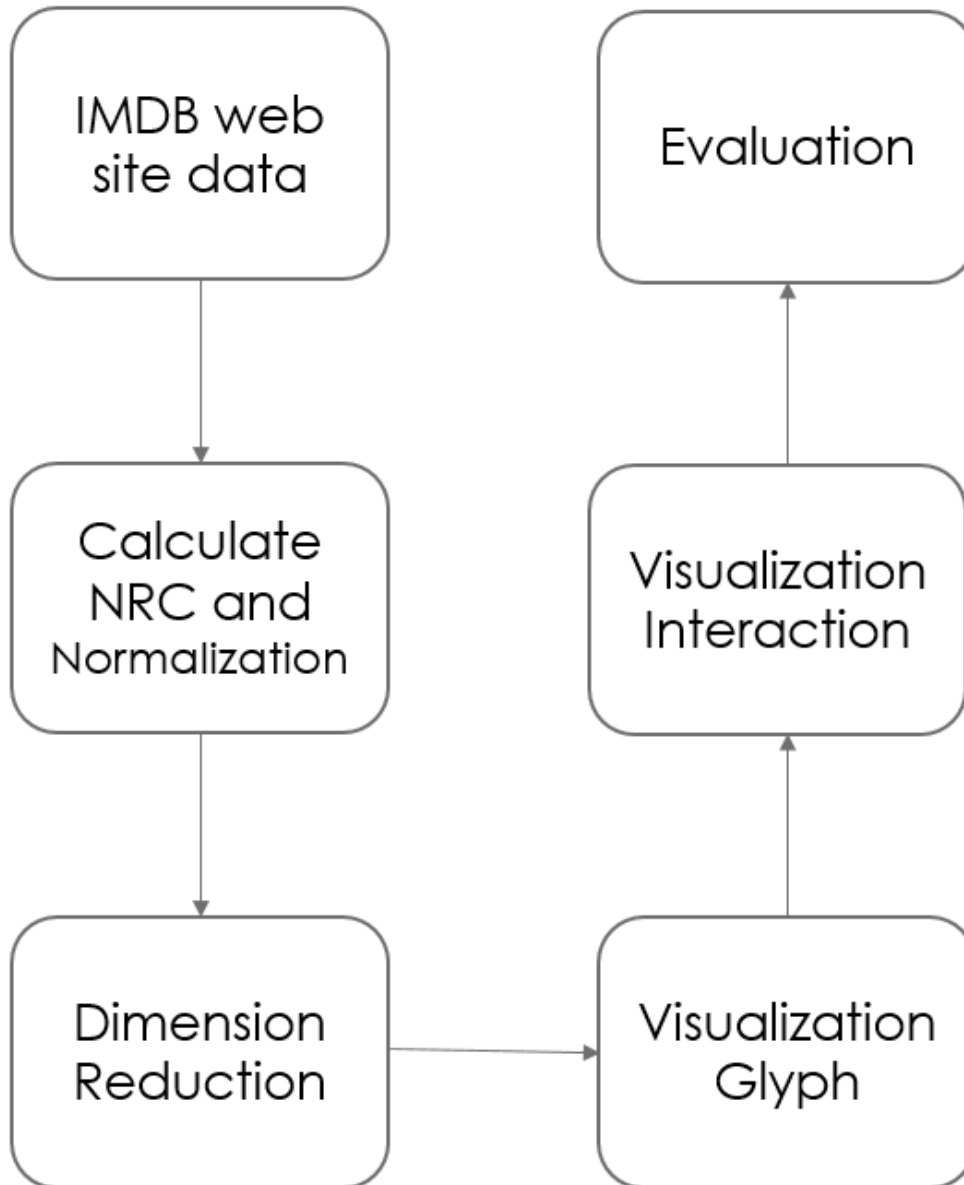 IMDB web
site data
Calculate
NRC and
Normalization
Dimension
Reduction
Visualization
Glyph
Visualization
Interaction
Evaluation